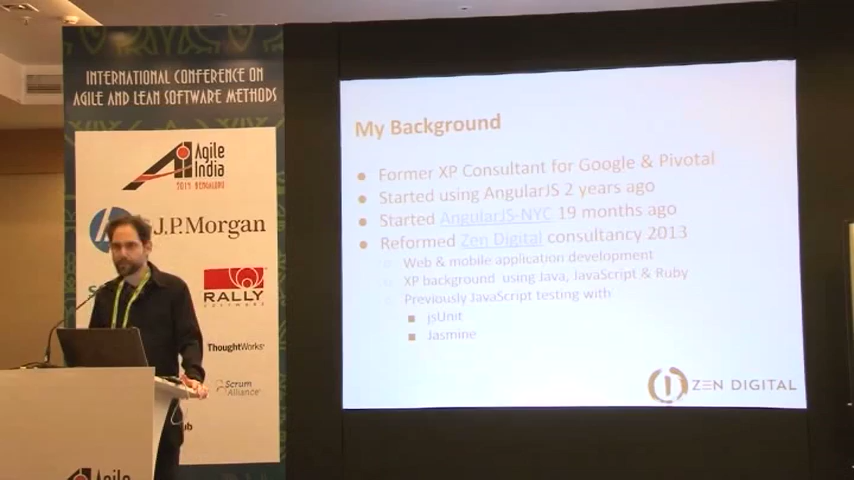 INTERNATIONAL CONFERENCE ON
AGILE AND LEAN SOFTWARE METHODS
Agile
India
2014 BENGALURU
J.P.Morgan
RALLY
SOFTWARE
ThoughtWorks
Scrum
Alliance
Agile
My Background
Former XP Consultant for Google & Pivotal
Started using AngularJS 2 years ago
Started AngularJS-NYC 19 months ago
Reformed Zen Digital consultancy 2013
Web & mobile application development
XP background using Java, JavaScript & Ruby
Previously JavaScript testing with
jsUnit
Jasmine
ZEN DIGITAL